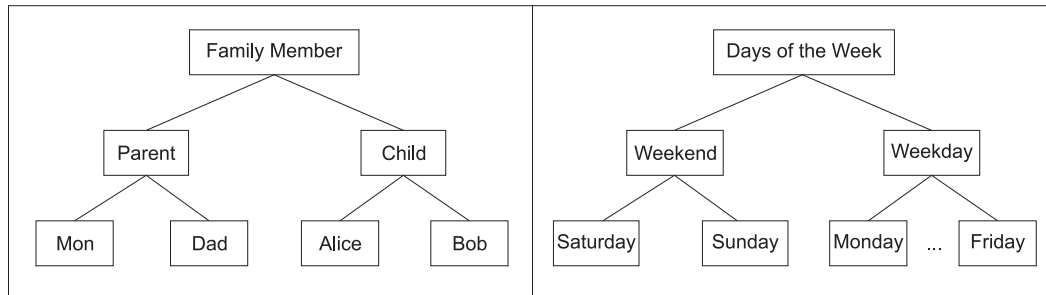 Family Member
Parent
Child
Mon
Dad
Alice
Bob
Days of the Week
Weekend
Weekday
Saturday
Sunday
Monday
...
Friday